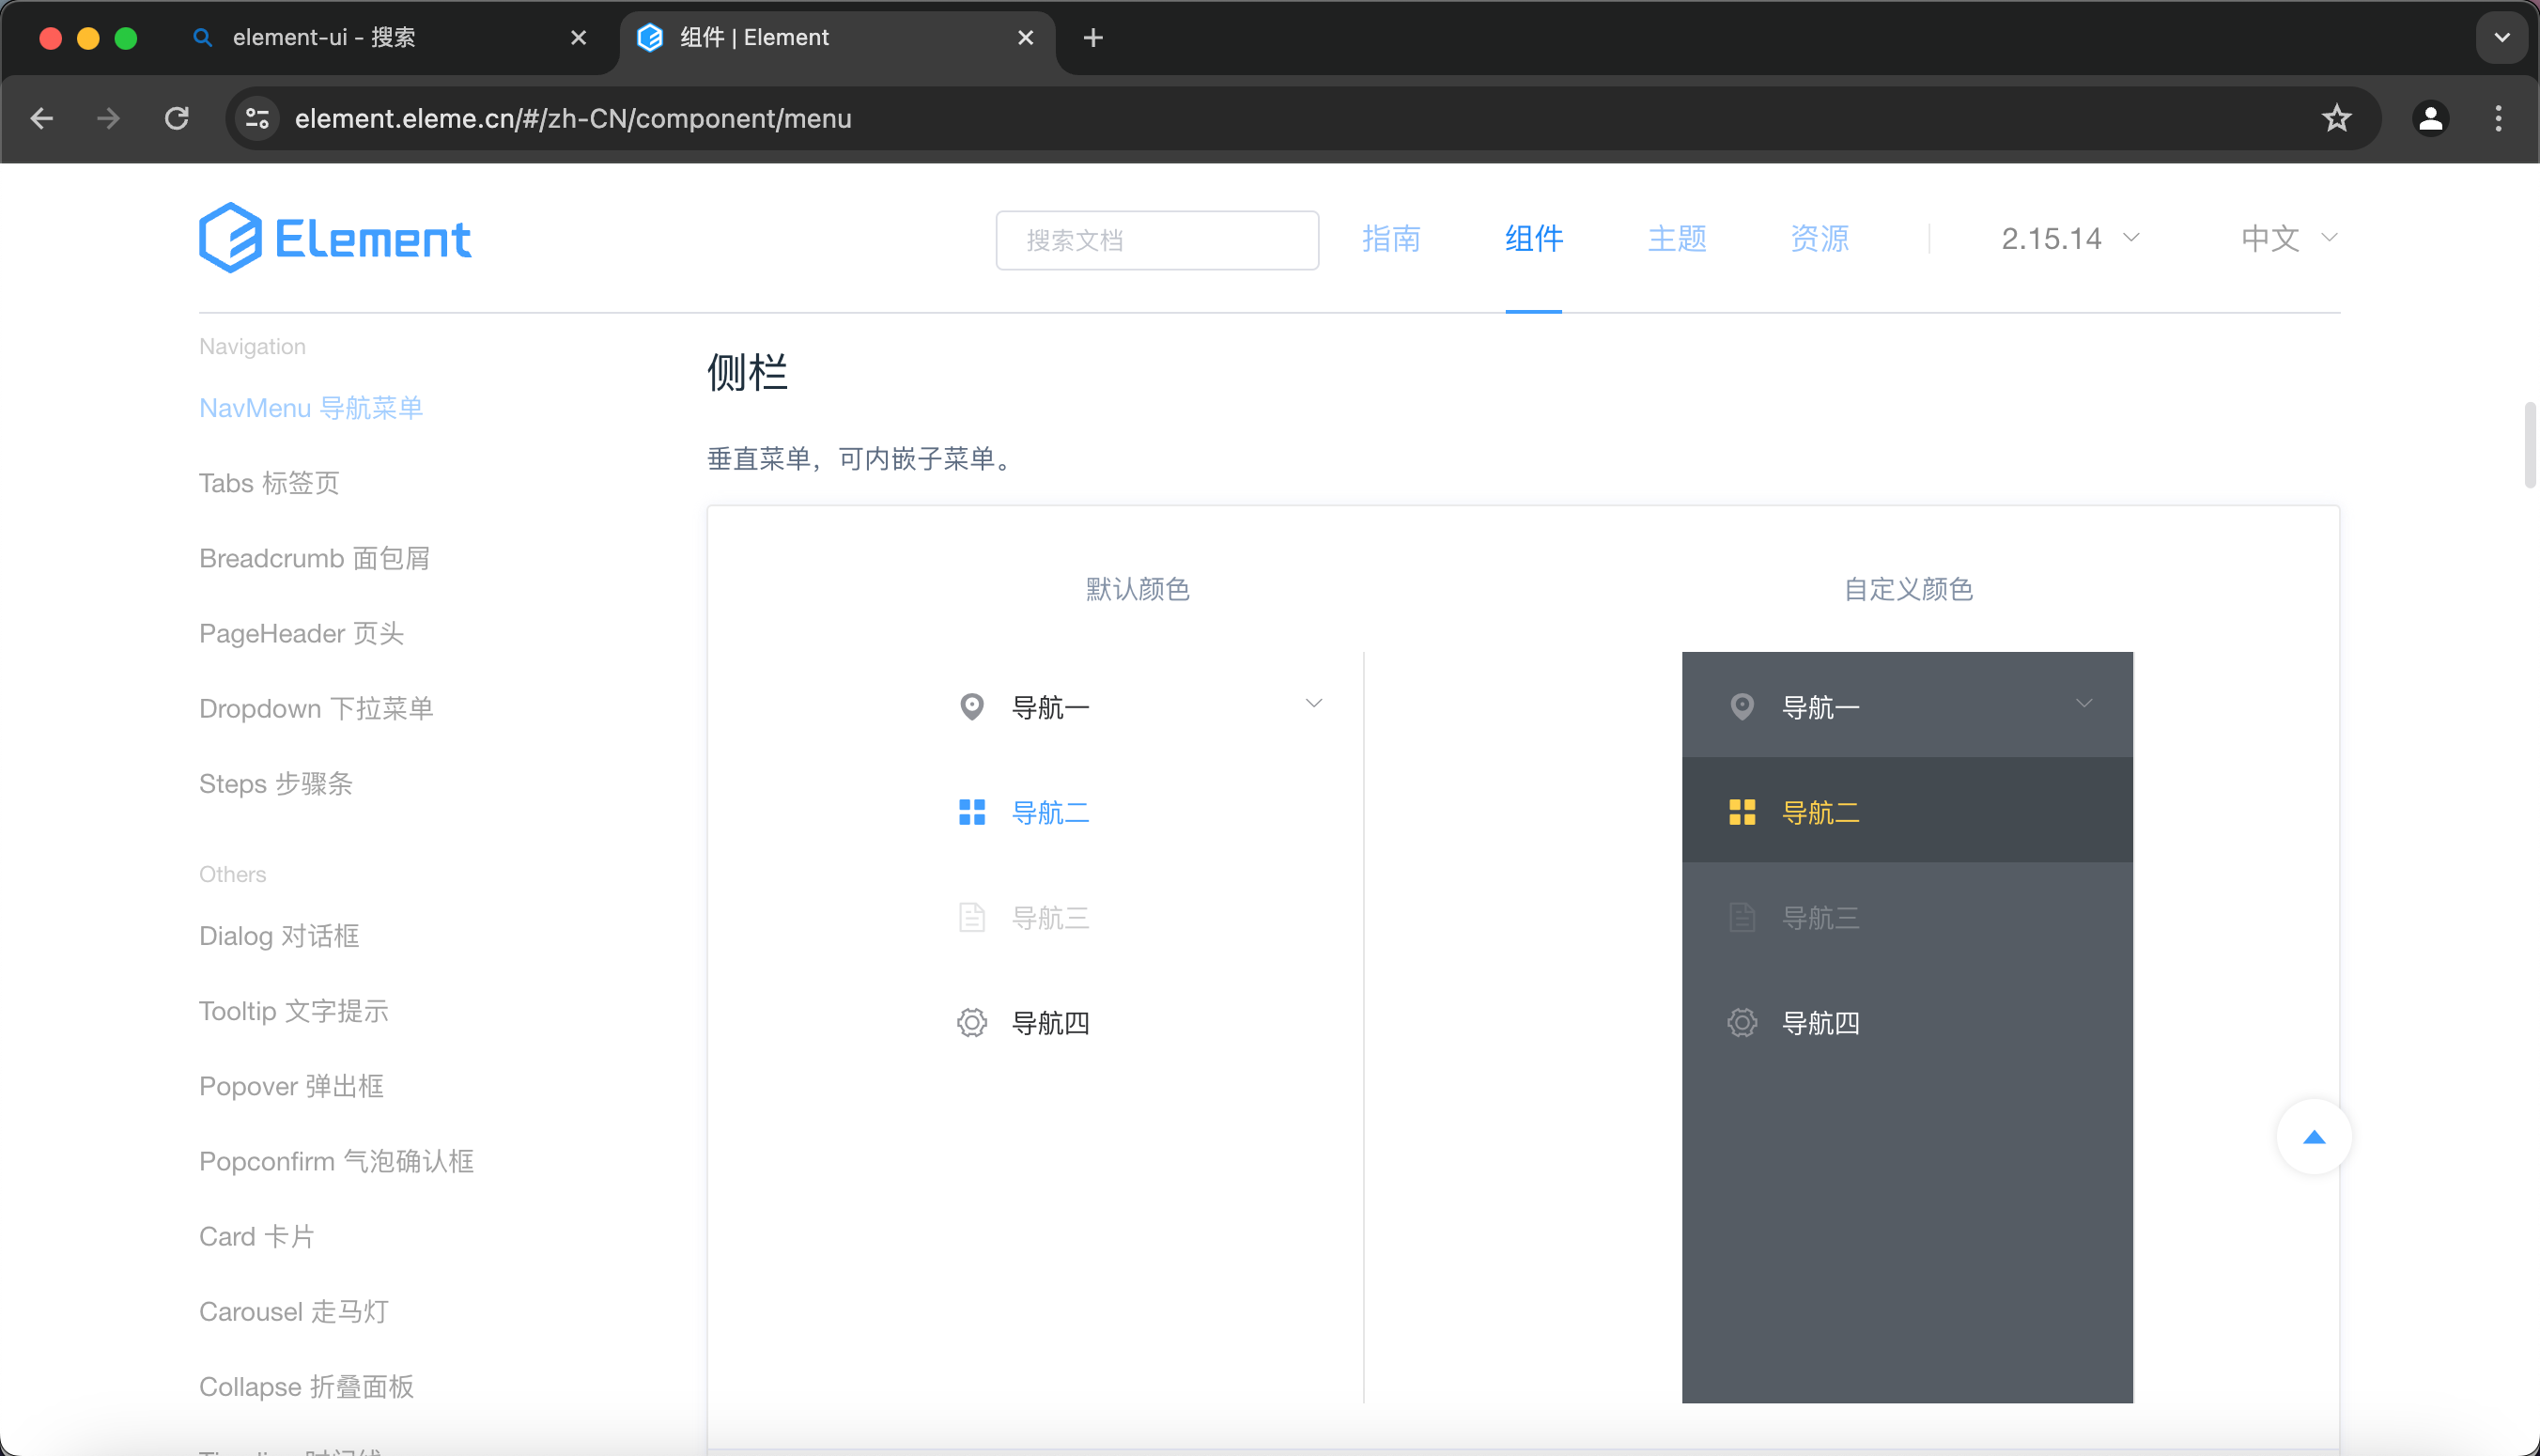 element-ui - 搜索
组件 | Element
element.eleme.cn/#/zh-CN/component/menu
Element
搜索文档
指南
组件
主题
资源
2.15.14
中文
Navigation
NavMenu 导航菜单
Tabs 标签页
Breadcrumb 面包屑
PageHeader 页头
Dropdown 下拉菜单
Steps 步骤条
Others
Dialog 对话框
Tooltip 文字提示
Popover 弹出框
Popconfirm 气泡确认框
Card 卡片
Carousel 走马灯
Collapse 折叠面板
侧栏
垂直菜单，可内嵌子菜单。
默认颜色
导航一
导航二
导航三
导航四
自定义颜色
导航一
导航二
导航三
导航四